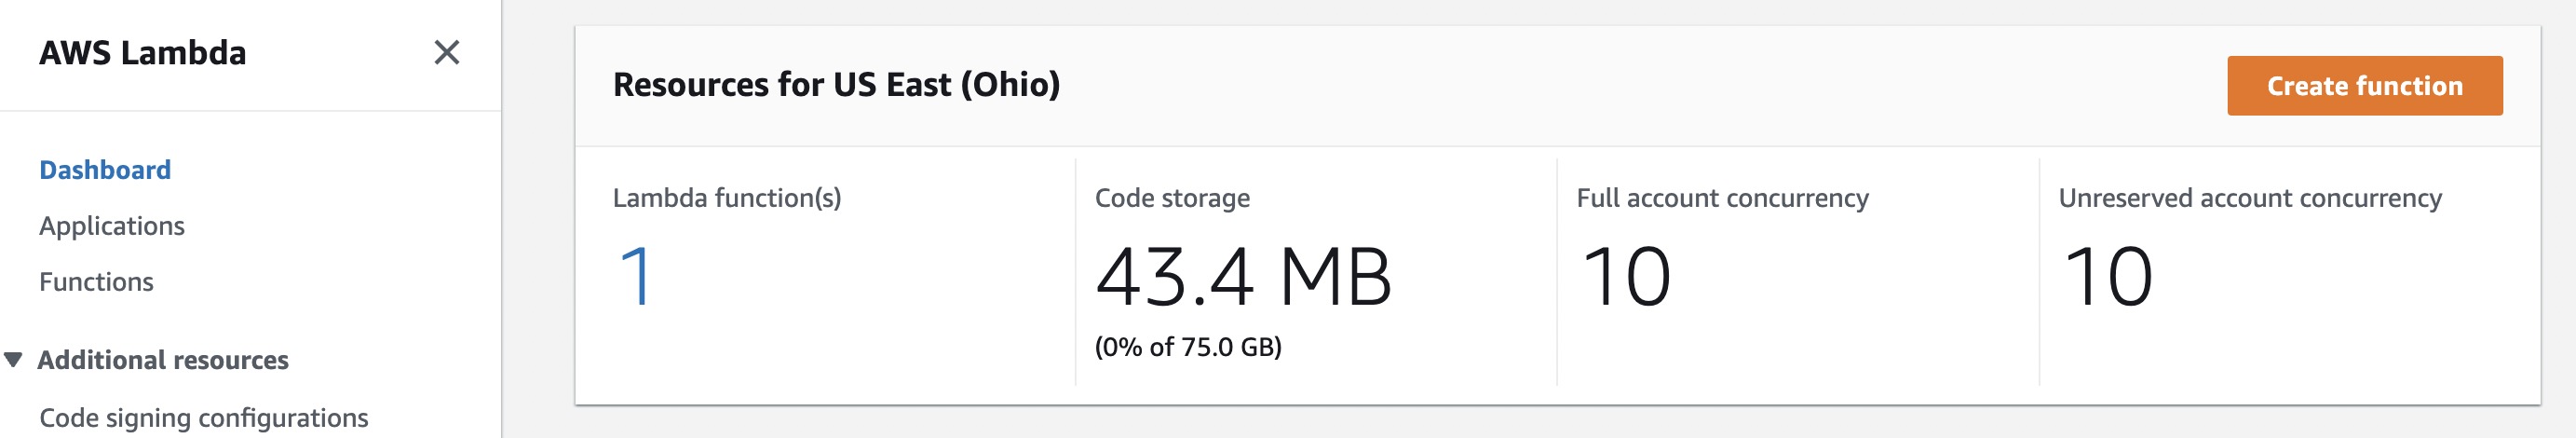 AWS Lambda
Dashboard
Applications
Functions
Additional resources
Code signing configurations
Resources for US East (Ohio)
Create function
Lambda function(s)
1
Code storage
43.4 MB
(0% of 75.0 GB)
Full account concurrency
10
Unreserved account concurrency
10